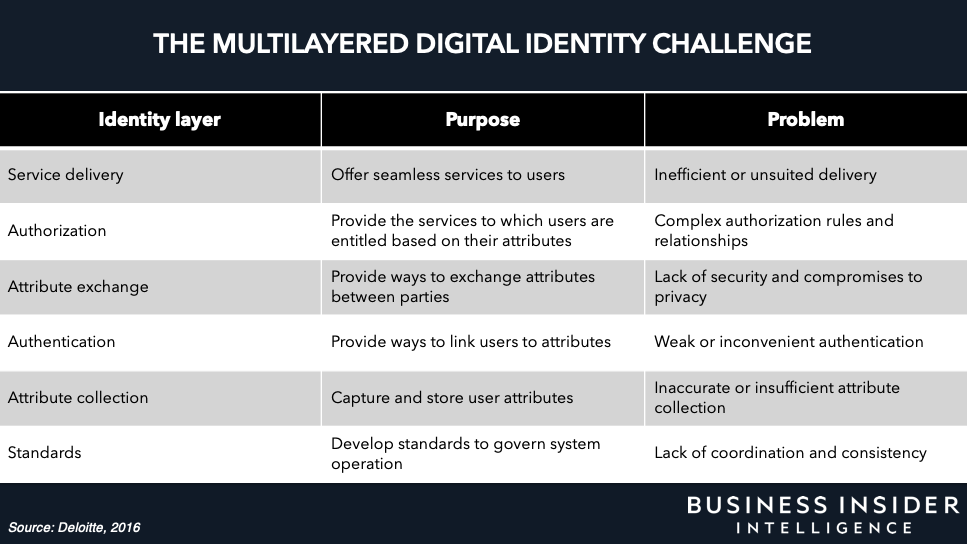 THE MULTILAYERED DIGITAL IDENTITY CHALLENGE
Identity layer
Purpose
Problem
Service delivery
Offer seamless services to users
Inefficient or unsuited delivery
Authorization
Provide the services to which users are
entitled based on their attributes
Complex authorization rules and
relationships
Attribute exchange
Provide ways to exchange attributes
between parties
Lack of security and compromises to
privacy
Authentication
Provide ways to link users to attributes
Weak or inconvenient authentication
Attribute collection
Capture and store user attributes
Inaccurate or insufficient attribute
collection
Standards
Develop standards to govern system
operation
Lack of coordination and consistency
Source: Deloitte, 2016
BUSINESS INSIDER
INTELLIGENCE